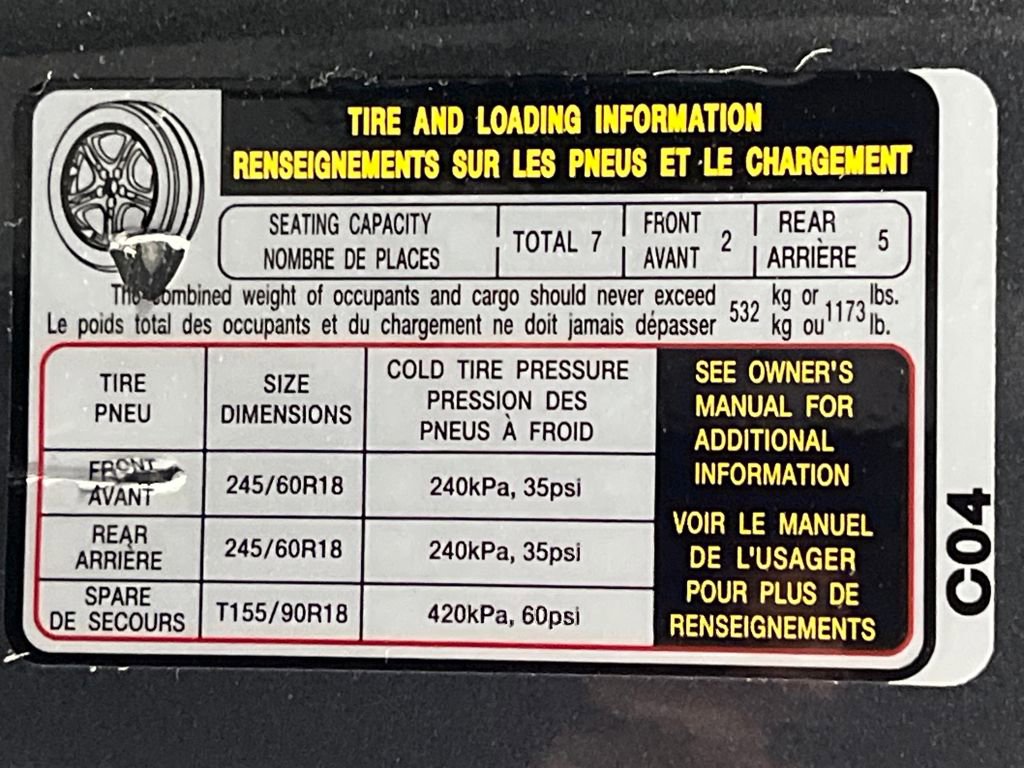 TIRE AND LOADING INFORMATION
RENSEIGNEMENTS SUR LES PNEUS ET LE CHARGEMENT
SEATING CAPACITY
NOMBRE DE PLACES
TOTAL 7
FRONT
AVANT
2
REAR
ARRIÈRE
5
The combined weight of occupants and cargo should never exceed 532 kg or 1173 lbs.
Le poids total des occupants et du chargement ne doit jamais dépasser 532 kg ou 1173 lb.
TIRE
PNEU
SIZE
DIMENSIONS
COLD TIRE PRESSURE
PRESSION DES
PNEUS À FROID
FRONT
AVANT
245/60R18
240kPa, 35psi
REAR
ARRIÈRE
245/60R18
240kPa, 35psi
SPARE
DE SECOURS
T155/90R18
420kPa, 60psi
SEE OWNER'S
MANUAL FOR
ADDITIONAL
INFORMATION
VOIR LE MANUEL
DE L'USAGER
POUR PLUS DE
RENSEIGNEMENTS
C04